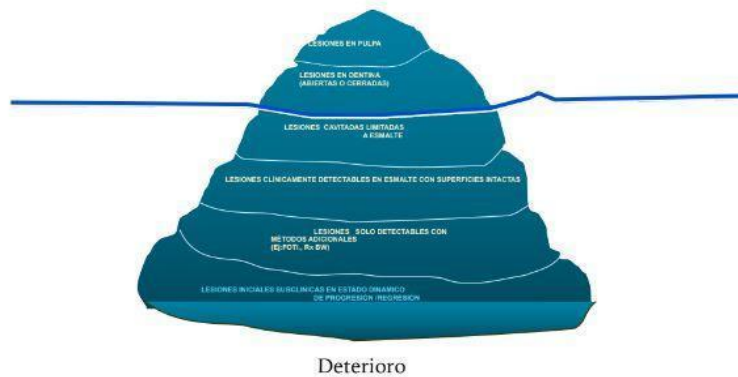 LESIONES EN PULPA
LESIONES EN DENTINA
(ABIERTAS O CERRADAS)
LESIONES CAVITADAS LIMITADAS
A ESMALTE
LESIONES CLÍNICAMENTE DETECTABLES EN ESMALTE CON SUPERFICIES INTACTAS
LESIONES SOLO DETECTABLES CON
MÉTODOS ADICIONALES
(Ej:FOTI., Rx BW)
LESIONES INICIALES SUBCLINICAS EN ESTADO DINAMICO
DE PROGRESION /REGRESION
Deterioro